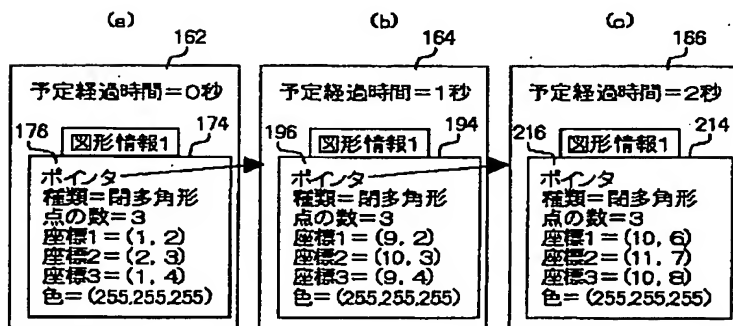 (a)
162
予定経過時間=0秒
178
図形情報1
174
ポインタ
種類=閉多角形
点の数=3
座標1=(1, 2)
座標2=(2, 3)
座標3=(1, 4)
色=(255,255,255)
(b)
164
予定経過時間=1秒
196
図形情報1
194
ポインタ
種類=閉多角形
点の数=3
座標1=(9, 2)
座標2=(10, 3)
座標3=(9, 4)
色=(255,255,255)
(c)
166
予定経過時間=2秒
216
図形情報1
214
ポインタ
種類=閉多角形
点の数=3
座標1=(10, 6)
座標2=(11, 7)
座標3=(10, 8)
色=(255,255,255)